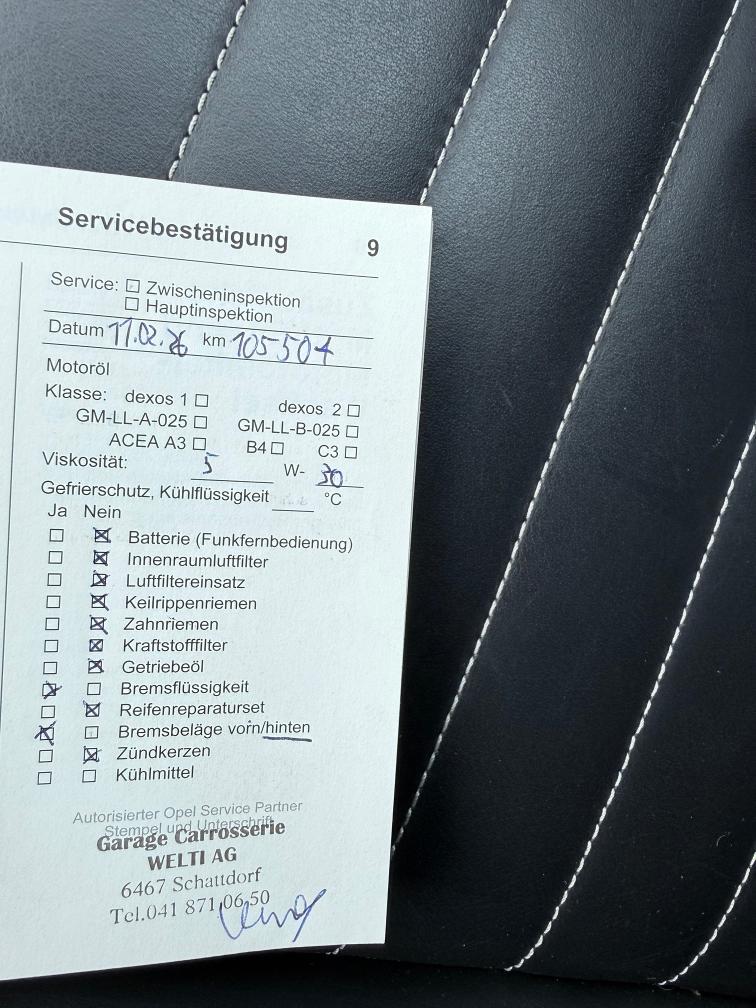 Servicebestätigung 9
Service: ☐ Zwischeninspektion
☐ Hauptinspektion
Datum 11.02.26 km 105504
Motoröl
Klasse: dexos 1 ☐ dexos 2 ☐
GM-LL-A-025 ☐ GM-LL-B-025 ☐
ACEA A3 ☐ B4 ☐ C3 ☐
Viskosität: 5 W- 30
Gefrierschutz, Kühlflüssigkeit ____ °C
Ja Nein
☐ ☒ Batterie (Funkfernbedienung)
☐ ☒ Innenraumluftfilter
☐ ☒ Luftfiltereinsatz
☐ ☒ Keilrippenriemen
☐ ☒ Zahnriemen
☐ ☒ Kraftstofffilter
☐ ☒ Getriebeöl
☒ ☐ Bremsflüssigkeit
☐ ☒ Reifenreparaturset
☒ ☐ Bremsbeläge vorn/hinten
☐ ☒ Zündkerzen
☐ ☐ Kühlmittel
Autorisierter Opel Service Partner
Stempel und Unterschrift
Garage Carrosserie
WELTI AG
6467 Schattdorf
Tel.041 871 06 50